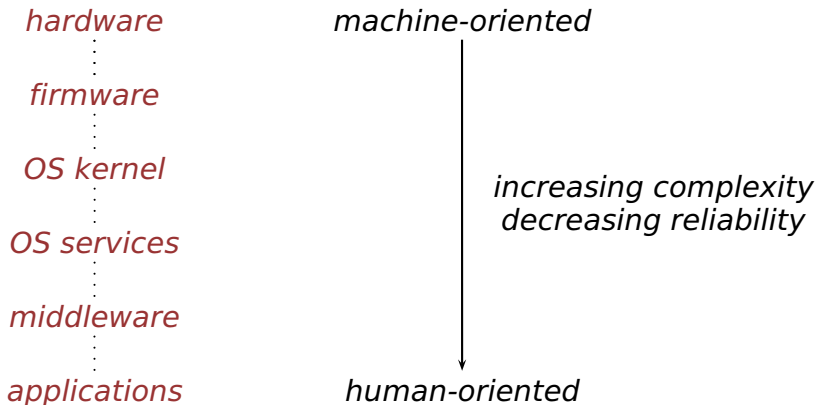 hardware
machine-oriented
firmware
OS kernel
increasing complexity
decreasing reliability
OS services
middleware
applications
human-oriented